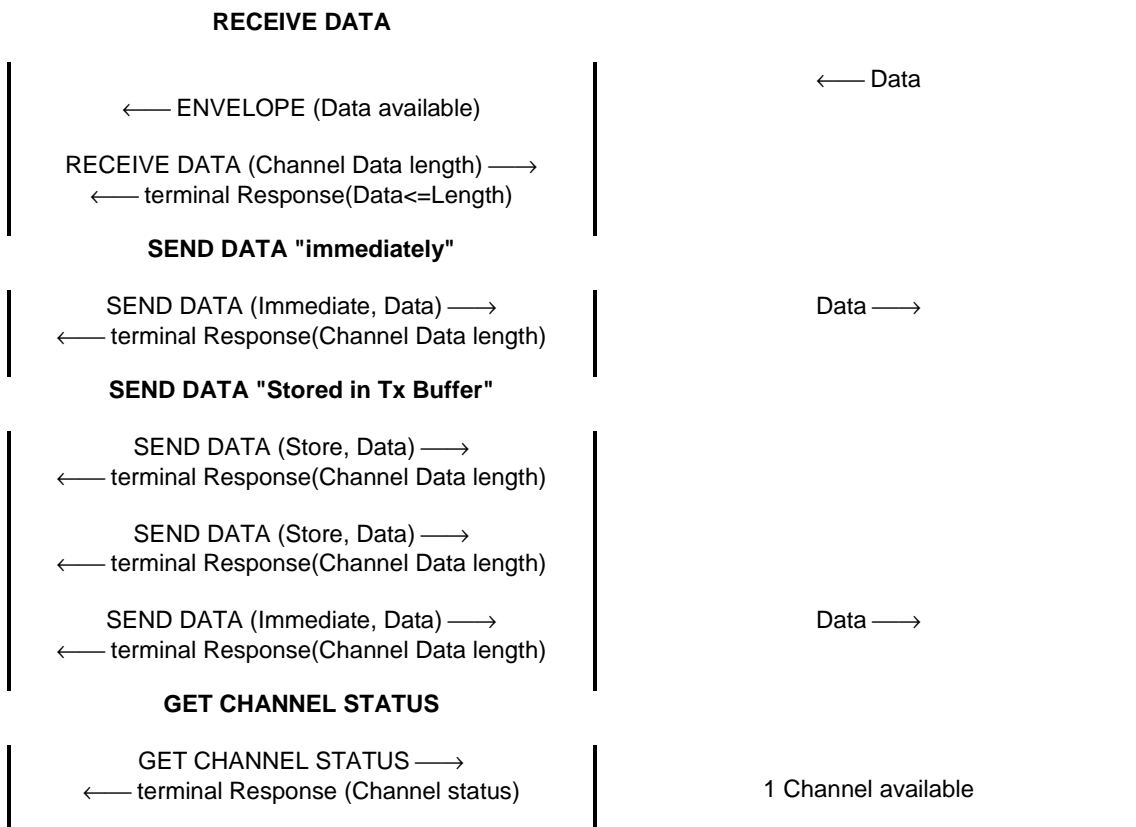 RECEIVE DATA
←── Data
←── ENVELOPE (Data available)
RECEIVE DATA (Channel Data length) ──→
←── terminal Response(Data<=Length)
SEND DATA "immediately"
SEND DATA (Immediate, Data) ──→ Data ──→
←── terminal Response(Channel Data length)
SEND DATA "Stored in Tx Buffer"
SEND DATA (Store, Data) ──→
←── terminal Response(Channel Data length)
SEND DATA (Store, Data) ──→
←── terminal Response(Channel Data length)
SEND DATA (Immediate, Data) ──→ Data ──→
←── terminal Response(Channel Data length)
GET CHANNEL STATUS
GET CHANNEL STATUS ──→
←── terminal Response (Channel status) 1 Channel available